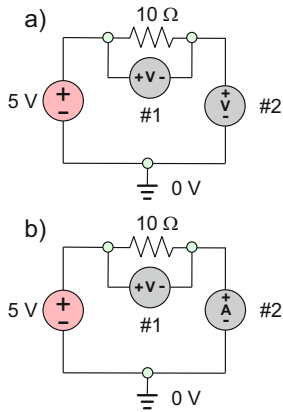 a)
10 Ω
+V-
5 V
+
-
#1
+
V
-
#2
0 V
b)
10 Ω
+V-
5 V
+
-
#1
+
A
-
#2
0 V